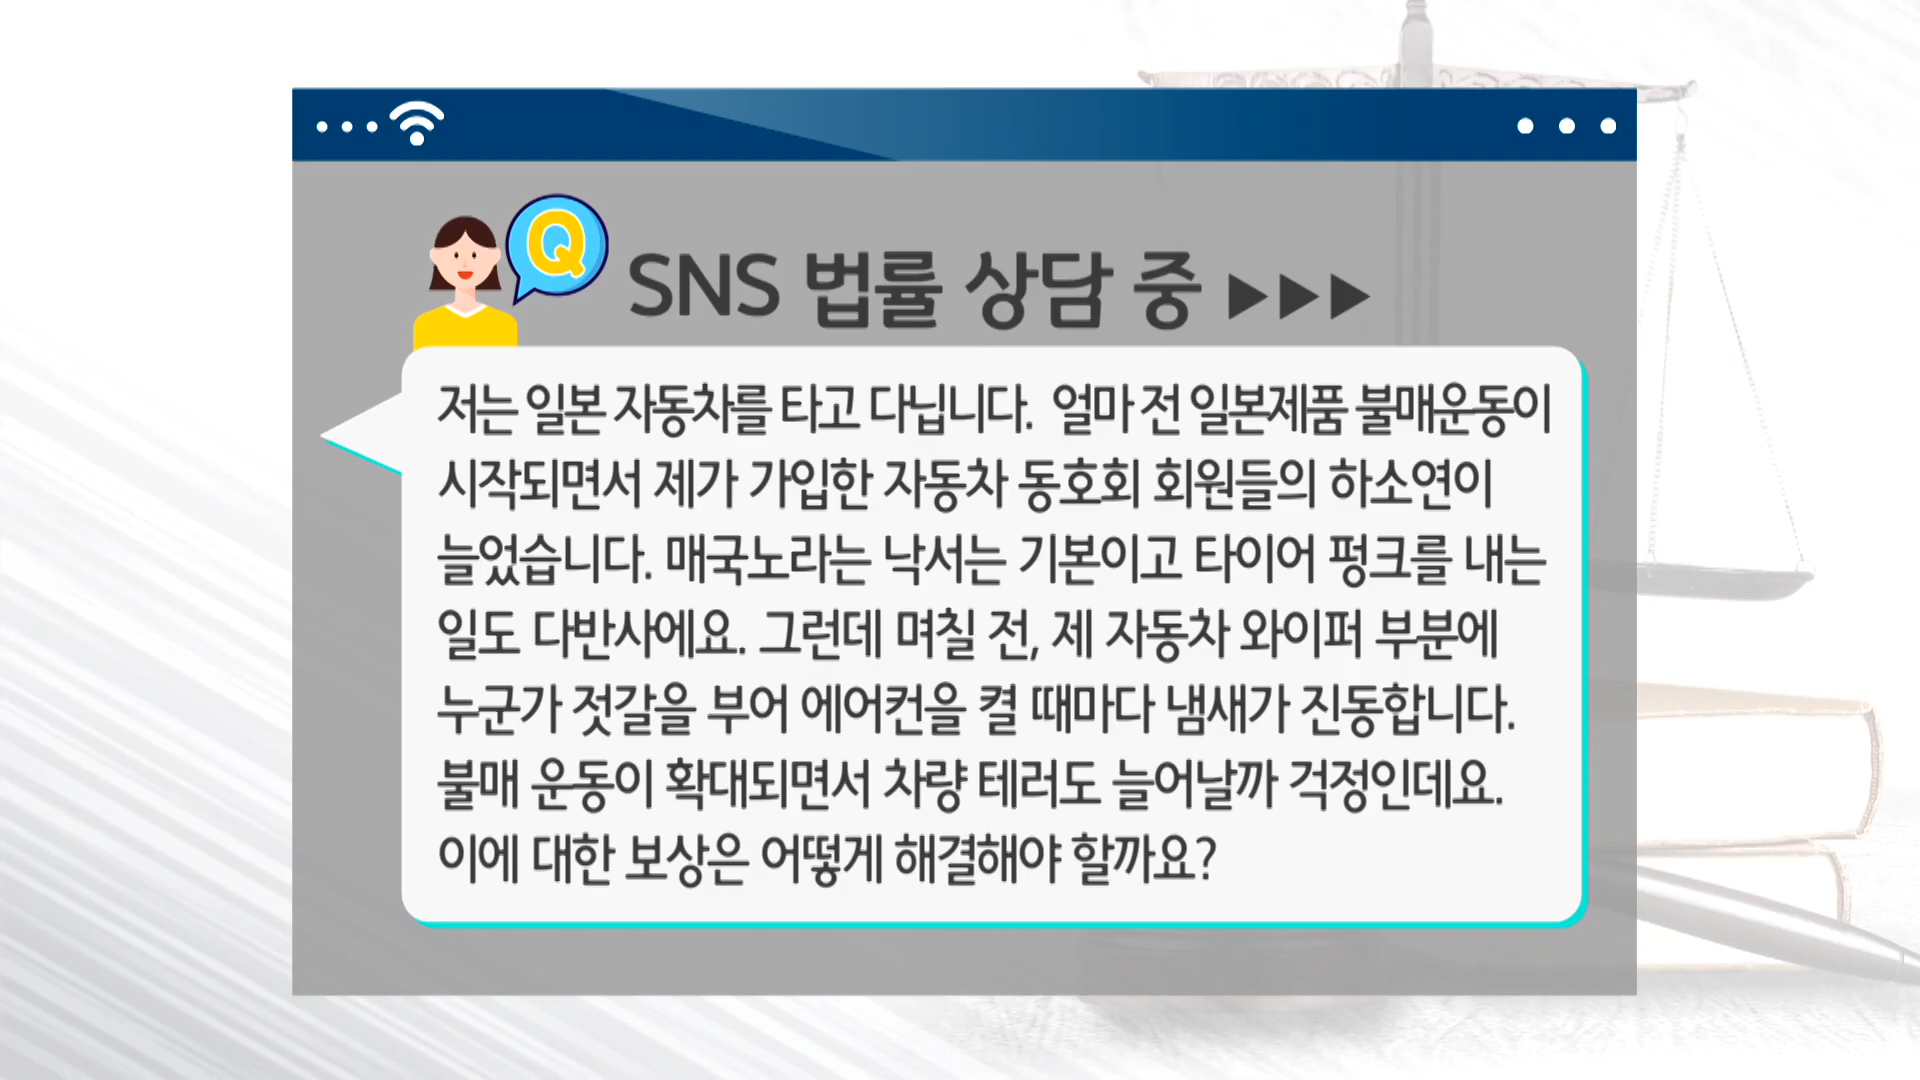 Q
SNS 법률 상담 중 ▶▶▶
저는 일본 자동차를 타고 다닙니다. 얼마 전 일본제품 불매운동이
시작되면서 제가 가입한 자동차 동호회 회원들의 하소연이
늘었습니다. 매국노라는 낙서는 기본이고 타이어 펑크를 내는
일도 다반사에요. 그런데 며칠 전, 제 자동차 와이퍼 부분에
누군가 젓갈을 부어 에어컨을 켤 때마다 냄새가 진동합니다.
불매 운동이 확대되면서 차량 테러도 늘어날까 걱정인데요.
이에 대한 보상은 어떻게 해결해야 할까요?